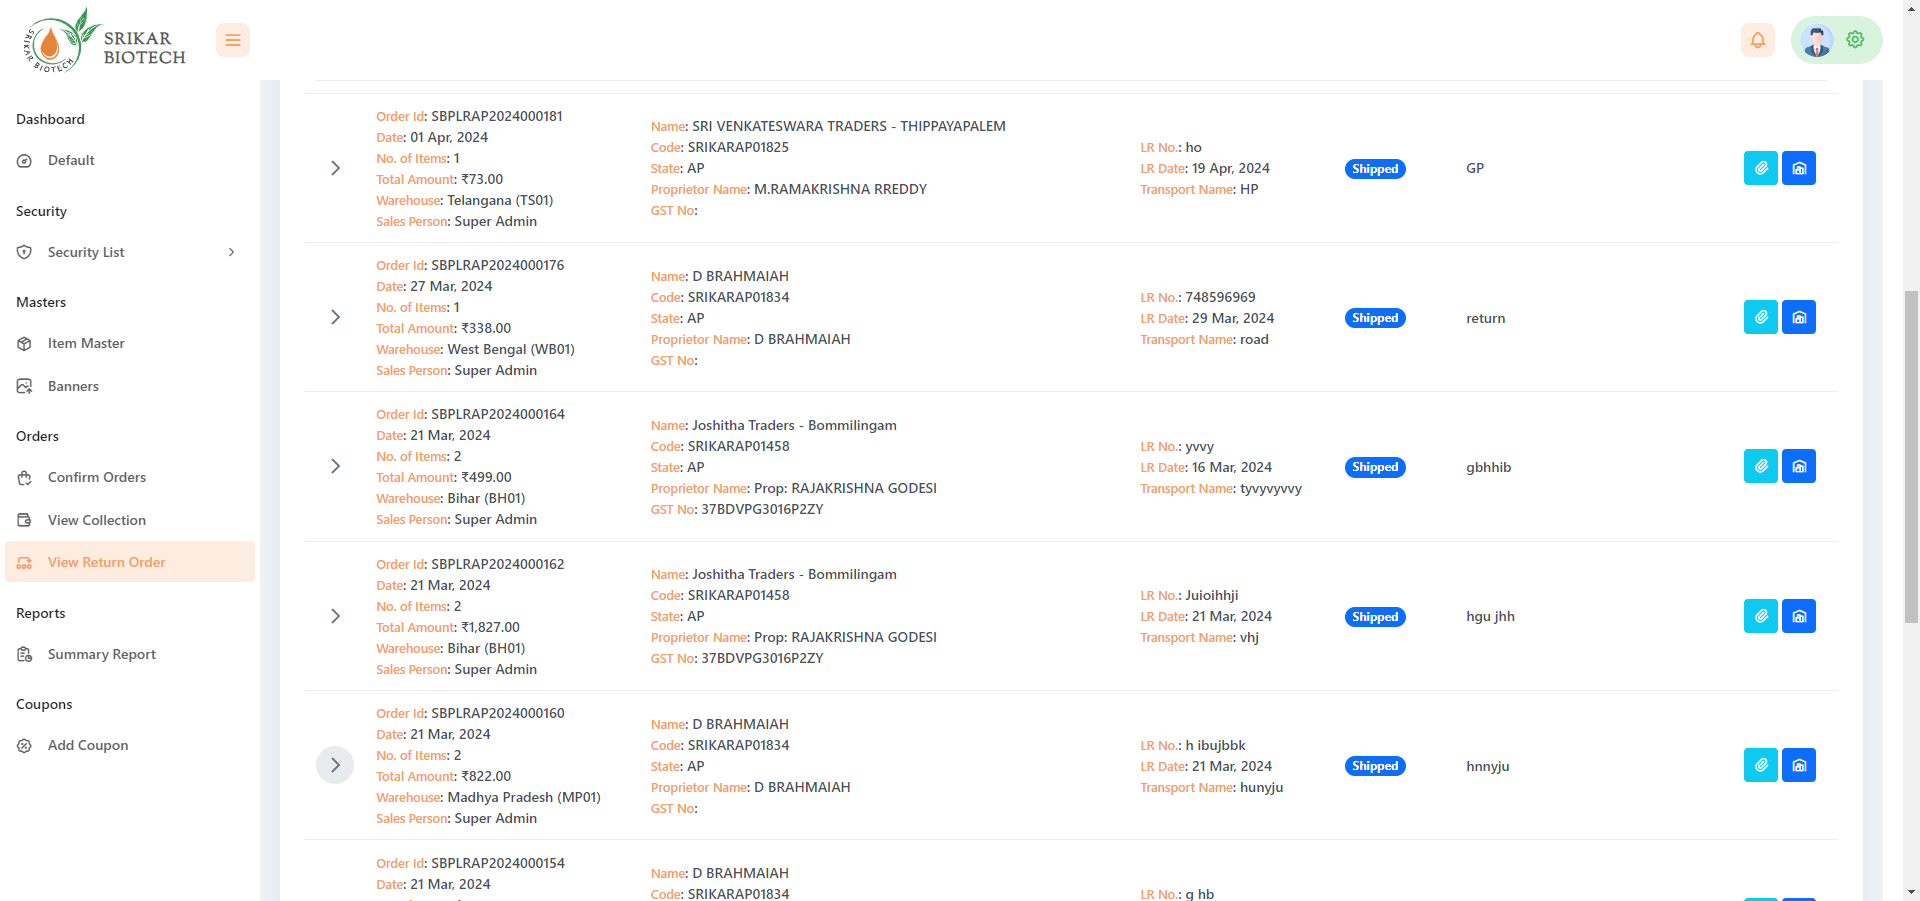 SRIKAR BIOTECH
SRIKAR
BIOTECH
Dashboard
Default
Security
Security List
Masters
Item Master
Banners
Orders
Confirm Orders
View Collection
View Return Order
Reports
Summary Report
Coupons
Add Coupon
Order Id: SBPLRAP2024000181
Date: 01 Apr, 2024
No. of Items: 1
Total Amount: ₹73.00
Warehouse: Telangana (TS01)
Sales Person: Super Admin
Name: SRI VENKATESWARA TRADERS - THIPPAYAPALEM
Code: SRIKARAP01825
State: AP
Proprietor Name: M.RAMAKRISHNA RREDDY
GST No:
LR No.: ho
LR Date: 19 Apr, 2024
Transport Name: HP
Shipped
GP
Order Id: SBPLRAP2024000176
Date: 27 Mar, 2024
No. of Items: 1
Total Amount: ₹338.00
Warehouse: West Bengal (WB01)
Sales Person: Super Admin
Name: D BRAHMAIAH
Code: SRIKARAP01834
State: AP
Proprietor Name: D BRAHMAIAH
GST No:
LR No.: 748596969
LR Date: 29 Mar, 2024
Transport Name: road
Shipped
return
Order Id: SBPLRAP2024000164
Date: 21 Mar, 2024
No. of Items: 2
Total Amount: ₹499.00
Warehouse: Bihar (BH01)
Sales Person: Super Admin
Name: Joshitha Traders - Bommilingam
Code: SRIKARAP01458
State: AP
Proprietor Name: Prop: RAJAKRISHNA GODESI
GST No: 37BDVPG3016P2ZY
LR No.: yvvy
LR Date: 16 Mar, 2024
Transport Name: tyvyvyvvy
Shipped
gbhhib
Order Id: SBPLRAP2024000162
Date: 21 Mar, 2024
No. of Items: 2
Total Amount: ₹1,827.00
Warehouse: Bihar (BH01)
Sales Person: Super Admin
Name: Joshitha Traders - Bommilingam
Code: SRIKARAP01458
State: AP
Proprietor Name: Prop: RAJAKRISHNA GODESI
GST No: 37BDVPG3016P2ZY
LR No.: Juioihhji
LR Date: 21 Mar, 2024
Transport Name: vhj
Shipped
hgu jhh
Order Id: SBPLRAP2024000160
Date: 21 Mar, 2024
No. of Items: 2
Total Amount: ₹822.00
Warehouse: Madhya Pradesh (MP01)
Sales Person: Super Admin
Name: D BRAHMAIAH
Code: SRIKARAP01834
State: AP
Proprietor Name: D BRAHMAIAH
GST No:
LR No.: h ibujbbk
LR Date: 21 Mar, 2024
Transport Name: hunyju
Shipped
hnnyju
Order Id: SBPLRAP2024000154
Date: 21 Mar, 2024
Name: D BRAHMAIAH
Code: SRIKARAP01834
LR No.: g hb